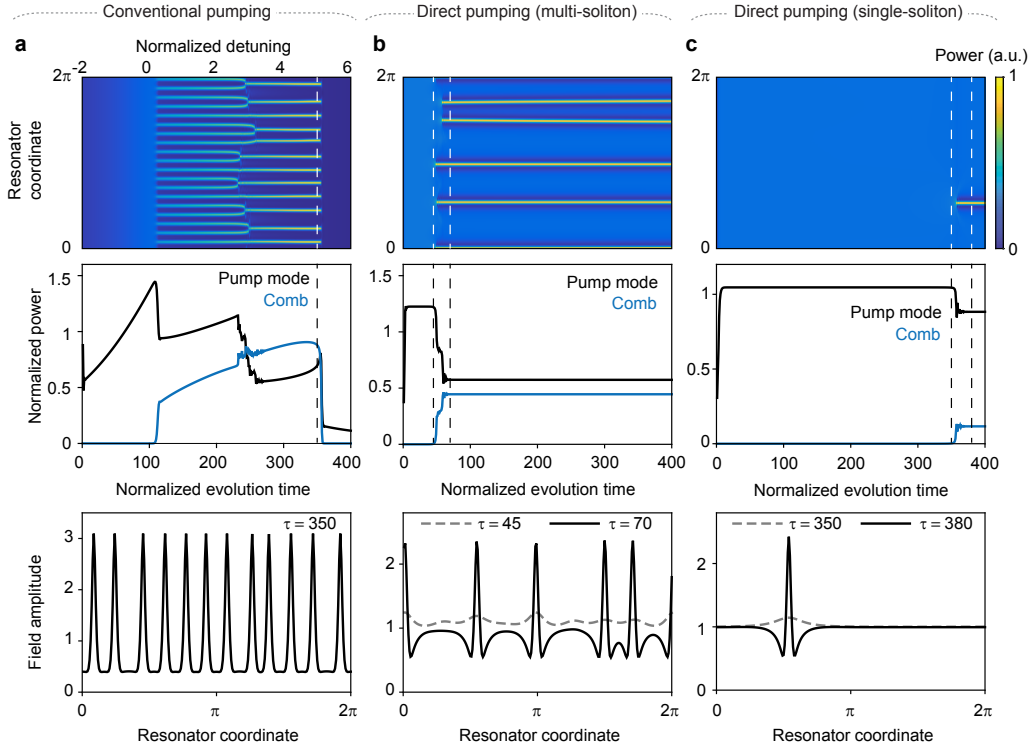 Conventional pumping
Direct pumping (multi-soliton)
Direct pumping (single-soliton)
a
Normalized detuning
-2 0 2 4 6
2π
0
Resonator coordinate
b
2π
0
c
2π
0
Power (a.u.)
1
0
Pump mode
Comb
1.5
1
0.5
0
Normalized power
0 100 200 300 400
Normalized evolution time
Pump mode
Comb
1.5
1
0.5
0
0 100 200 300 400
Normalized evolution time
Pump mode
Comb
1
0.5
0
0 100 200 300 400
Normalized evolution time
τ = 350
3
2
1
0
Field amplitude
0 π 2π
Resonator coordinate
τ = 45 τ = 70
2
1
0
0 π 2π
Resonator coordinate
τ = 350 τ = 380
2
1
0
0 π 2π
Resonator coordinate